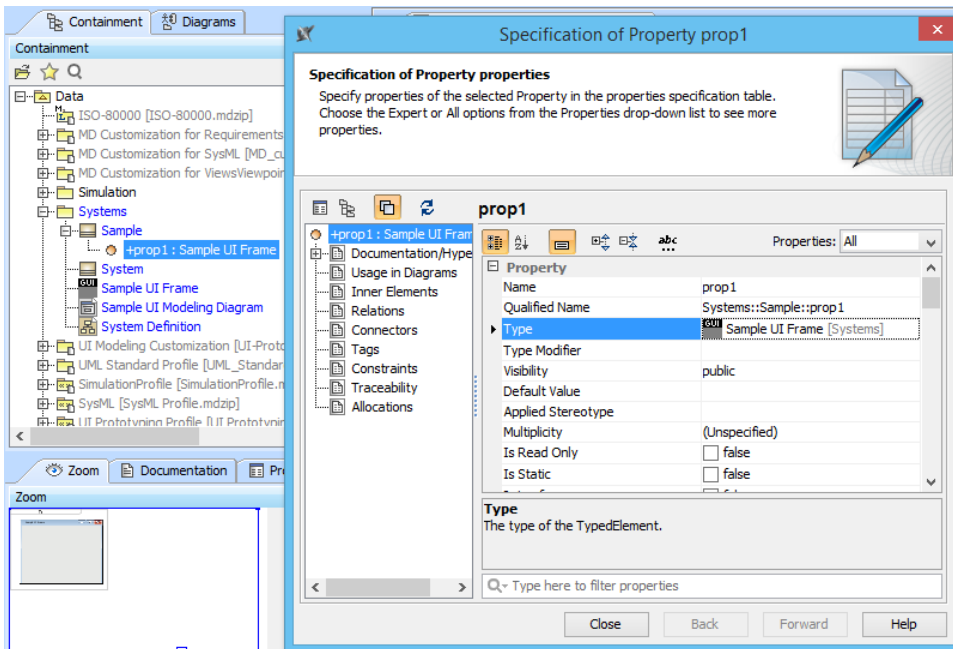 Containment
Diagrams
Containment
Data
ISO-80000 [ISO-80000.mdzip]
MD Customization for Requirements
MD Customization for SysML [MD_cu
MD Customization for ViewsViewpoin
Simulation
Systems
Sample
+prop1 : Sample UI Frame
System
GUI
Sample UI Frame
Sample UI Modeling Diagram
System Definition
UI Modeling Customization [UI-Proto
UML Standard Profile [UML_Standar
SimulationProfile [SimulationProfile.m
SysML [SysML Profile.mdzip]
UI Prototyping Profile [UI Prototypin
Zoom
Documentation
Pr
Zoom
Specification of Property prop1
Specification of Property properties
Specify properties of the selected Property in the properties specification table.
Choose the Expert or All options from the Properties drop-down list to see more
properties.
+prop1 : Sample UI Fram
Documentation/Hype
Usage in Diagrams
Inner Elements
Relations
Connectors
Tags
Constraints
Traceability
Allocations
prop1
abc
Properties: All
Property
Name prop1
Qualified Name Systems::Sample::prop1
Type GUI Sample UI Frame [Systems]
Type Modifier
Visibility public
Default Value
Applied Stereotype
Multiplicity (Unspecified)
Is Read Only false
Is Static false
Type
The type of the TypedElement.
Type here to filter properties
Close
Back
Forward
Help